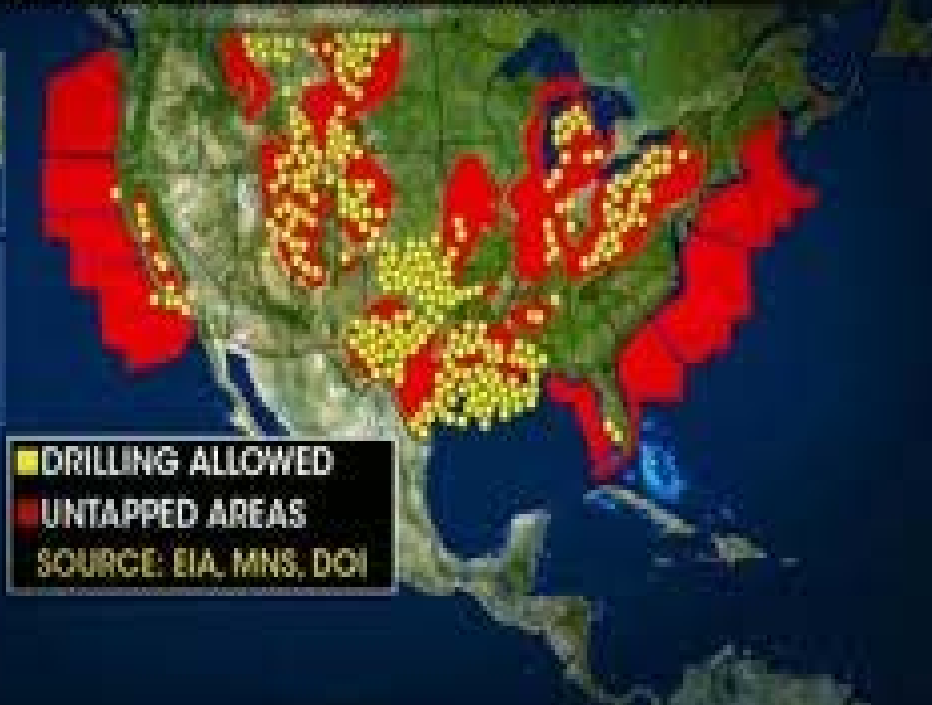 DRILLING ALLOWED
UNTAPPED AREAS
SOURCE: EIA, MNS, DOI